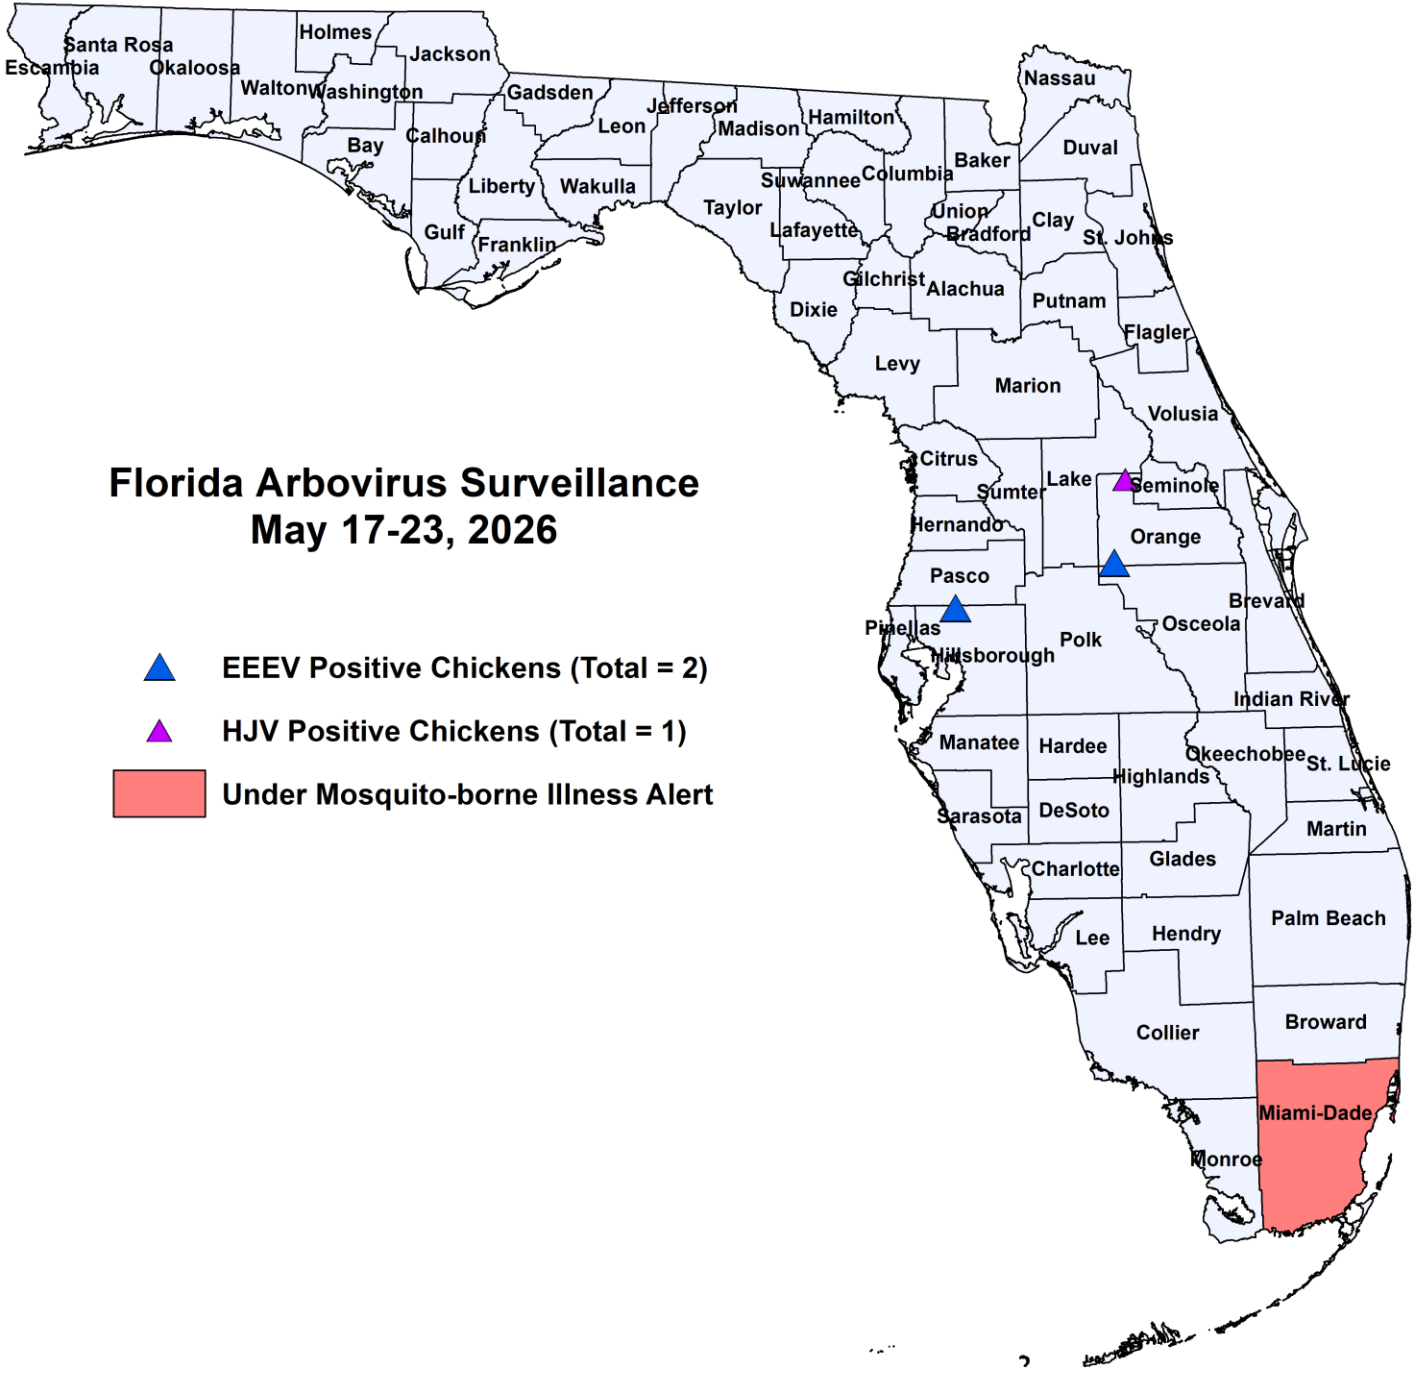 Holmes
Santa Rosa
Jackson
Escambia
Okaloosa
Walton
Washington
Gadsden
Nassau
Jefferson
Leon
Madison
Hamilton
Calhoun
Bay
Duval
Baker
Liberty
Wakulla
Suwannee
Columbia
Taylor
Union
Clay
Gulf
Franklin
Lafayette
Bradford
St. Johns
Gilchrist
Alachua
Putnam
Dixie
Flagler
Levy
Marion
Volusia
Citrus
Lake
Seminole
Sumter
Hernando
Orange
Florida Arbovirus Surveillance
May 17-23, 2026
Pasco
Brevard
Pinellas
Osceola
Polk
Hillsborough
EEEV Positive Chickens (Total = 2)
Indian River
HJV Positive Chickens (Total = 1)
Manatee
Hardee
Okeechobee
St. Lucie
Highlands
Under Mosquito-borne Illness Alert
Sarasota
DeSoto
Martin
Charlotte
Glades
Palm Beach
Lee
Hendry
Broward
Collier
Miami-Dade
Monroe